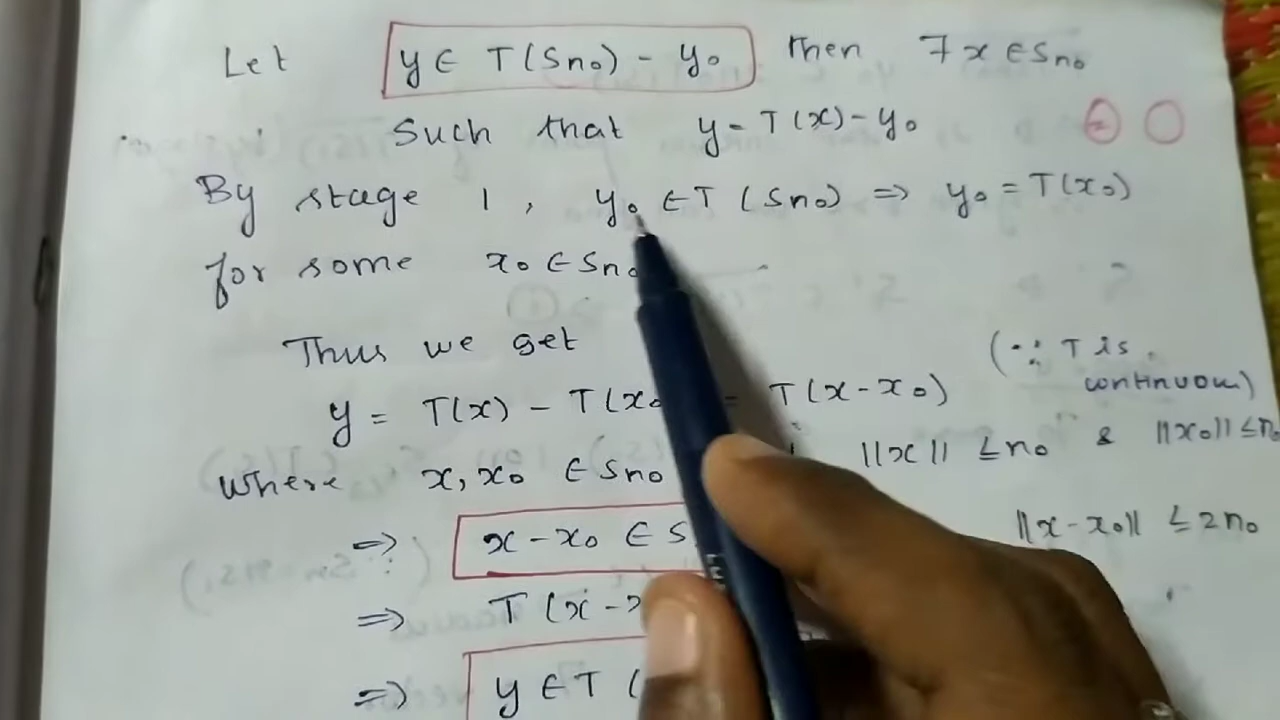 Let y ∈ T(Sn₀) - y₀ then ∃ x ∈ Sn₀
Such that y = T(x) - y₀
By stage 1, y₀ ∈ T(Sn₀) ⇒ y₀ = T(x₀)
for some x₀ ∈ Sn₀
Thus we get
(∵ T is continuous)
y = T(x) - T(x₀ = T(x-x₀)
where x, x₀ ∈ Sn₀ ||x|| ≤ n₀ & ||x₀|| ≤ n₀
⇒ x - x₀ ∈ S ||x-x₀|| ≤ 2n₀
⇒ T(x-x
⇒ y ∈ T(